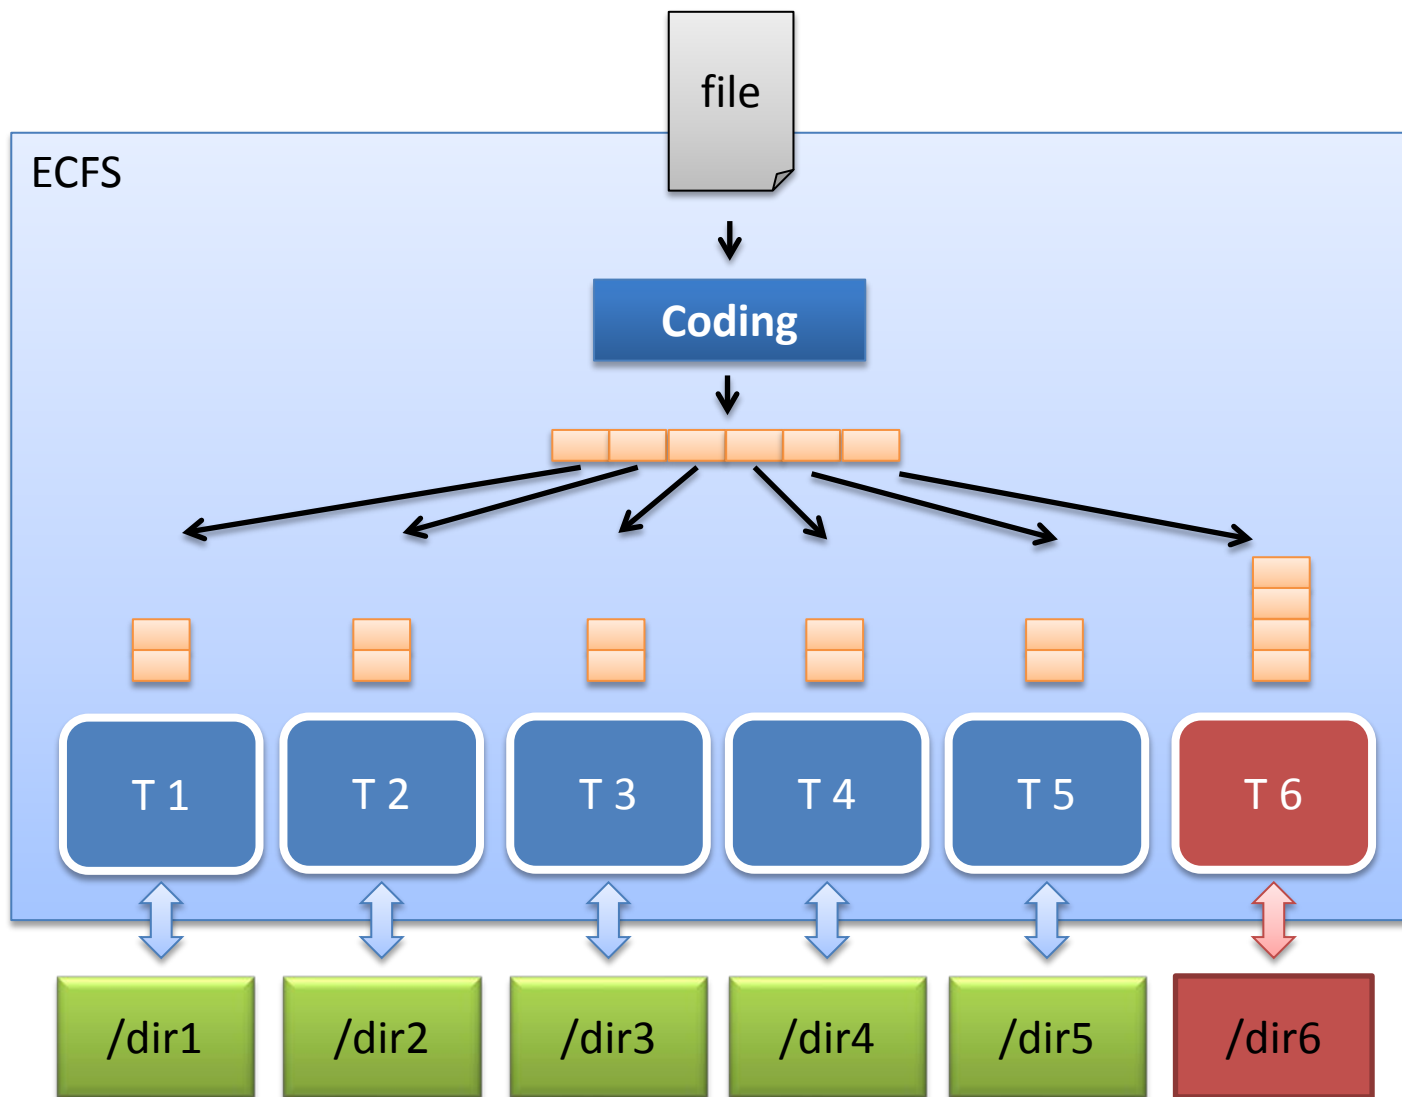 file
ECFS
Coding
T 1
T 2
T 3
T 4
T 5
T 6
/dir1
/dir2
/dir3
/dir4
/dir5
/dir6